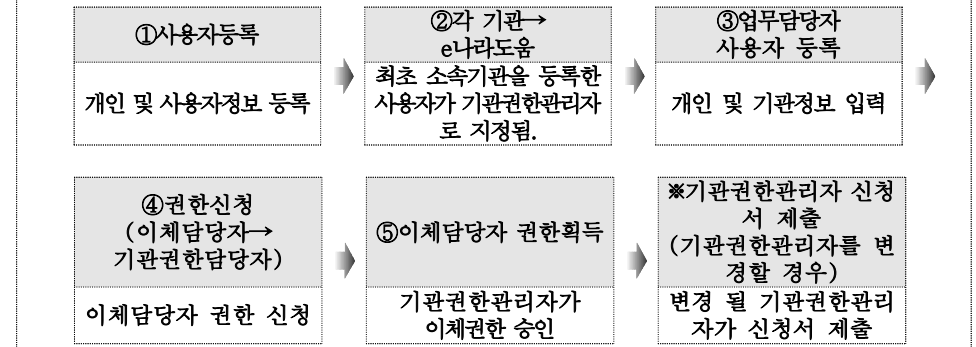 ①사용자등록
②각 기관→
e나라도움
③업무담당자
사용자 등록
개인 및 사용자정보 등록
최초 소속기관을 등록한
사용자가 기관권한관리자
로 지정됨.
개인 및 기관정보 입력
④권한신청
(이체담당자→
기관권한담당자)
⑤이체담당자 권한획득
※기관권한관리자 신청
서 제출
(기관권한관리자를 변
경할 경우)
이체담당자 권한 신청
기관권한관리자가
이체권한 승인
변경 될 기관권한관리
자가 신청서 제출